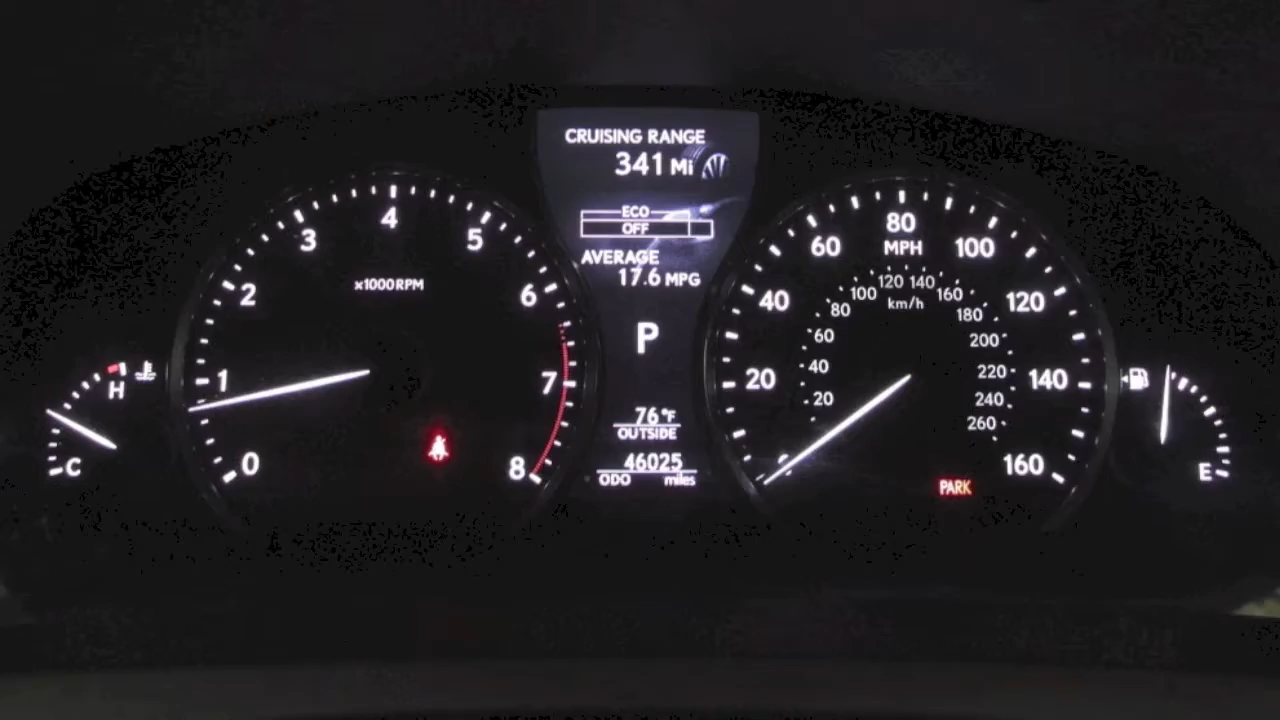 CRUISING RANGE
341 Mi
ECO
OFF
AVERAGE
17.6 MPG
P
76°F
OUTSIDE
46025
ODO miles
0
1
2
3
4
5
6
7
8
x1000RPM
H
C
0
20
40
60
80
100
120
140
160
MPH
20
40
60
80
100
120
140
160
180
200
220
240
260
km/h
PARK
E